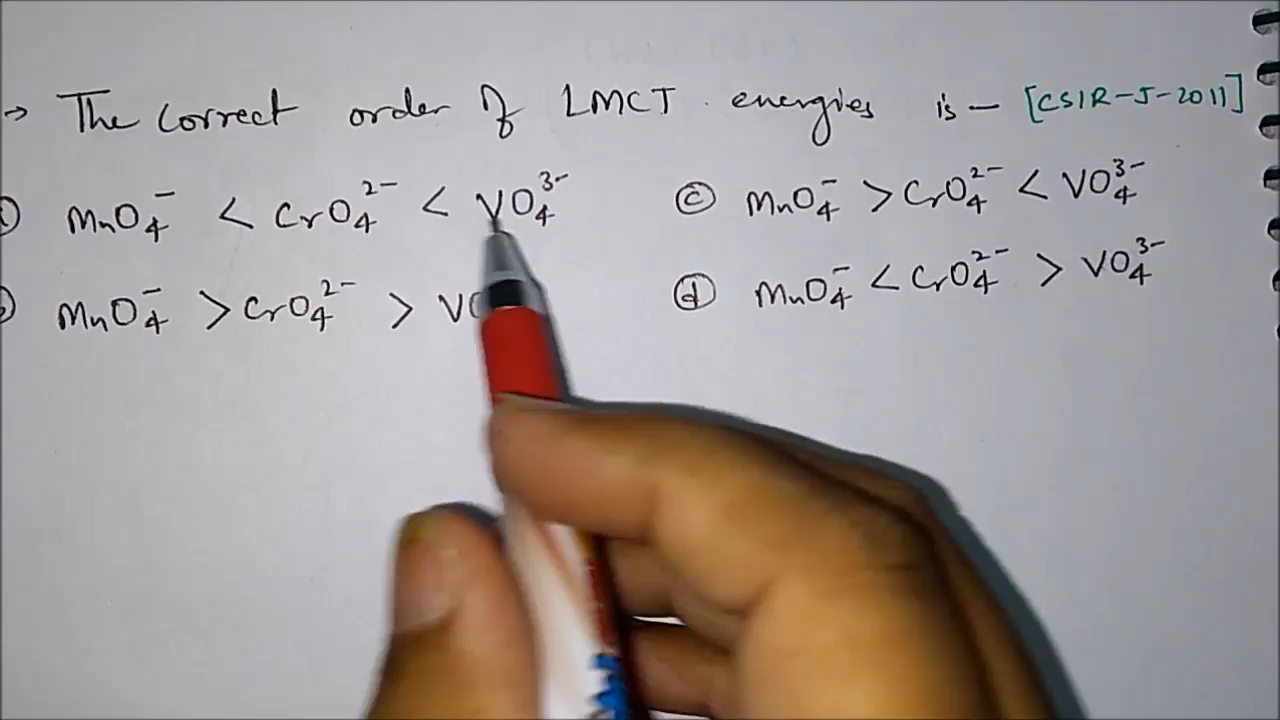 → The correct order of LMCT energies is — [CSIR-J-2011]
MnO₄⁻ < CrO₄²⁻ < VO₄³⁻
ⓒ MnO₄⁻ > CrO₄²⁻ < VO₄³⁻
MnO₄⁻ > CrO₄²⁻ >
ⓓ MnO₄⁻ < CrO₄²⁻ > VO₄³⁻